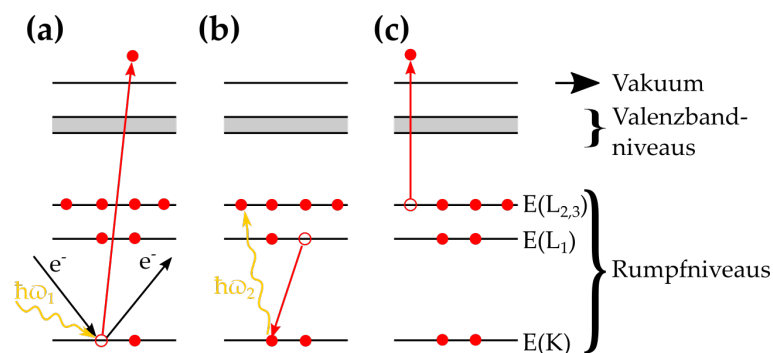 (a)
(b)
(c)
Vakuum
Valenzband-
niveaus
E(L₂,₃)
E(L₁)
e⁻
e⁻
ħω₁
ħω₂
Rumpfniveaus
E(K)